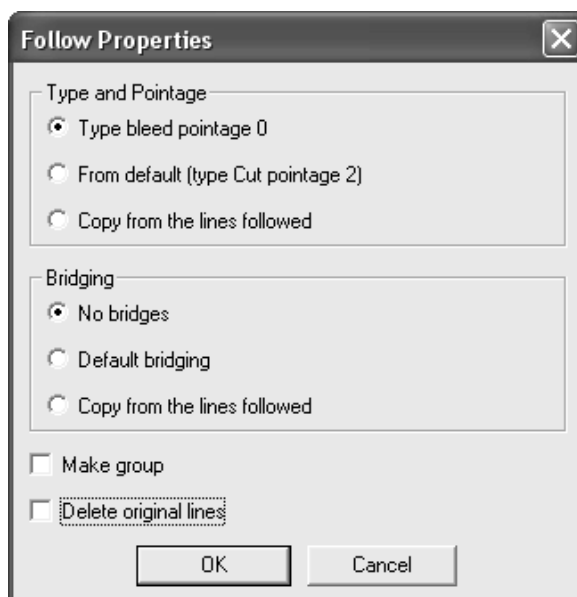 Follow Properties
Type and Pointage
Type bleed pointage 0
From default (type Cut pointage 2)
Copy from the lines followed
Bridging
No bridges
Default bridging
Copy from the lines followed
Make group
Delete original lines
OK Cancel